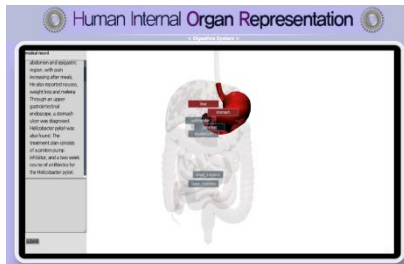 Human Internal Organ Representation
< Digestive System >
medical record
abdomen and epigastric
region, with pain
increasing after meals.
He also reported nausea,
weight loss and melena
Through an upper
gastrointestinal
endoscope, a stomach
ulcer was diagnosed.
Helicobacter pylori was
also found. The
treatment plan consists
of a proton pump
inhibitor, and a two week
course of antibiotics for
the Helicobacter pylori.
liver
stomach
submit